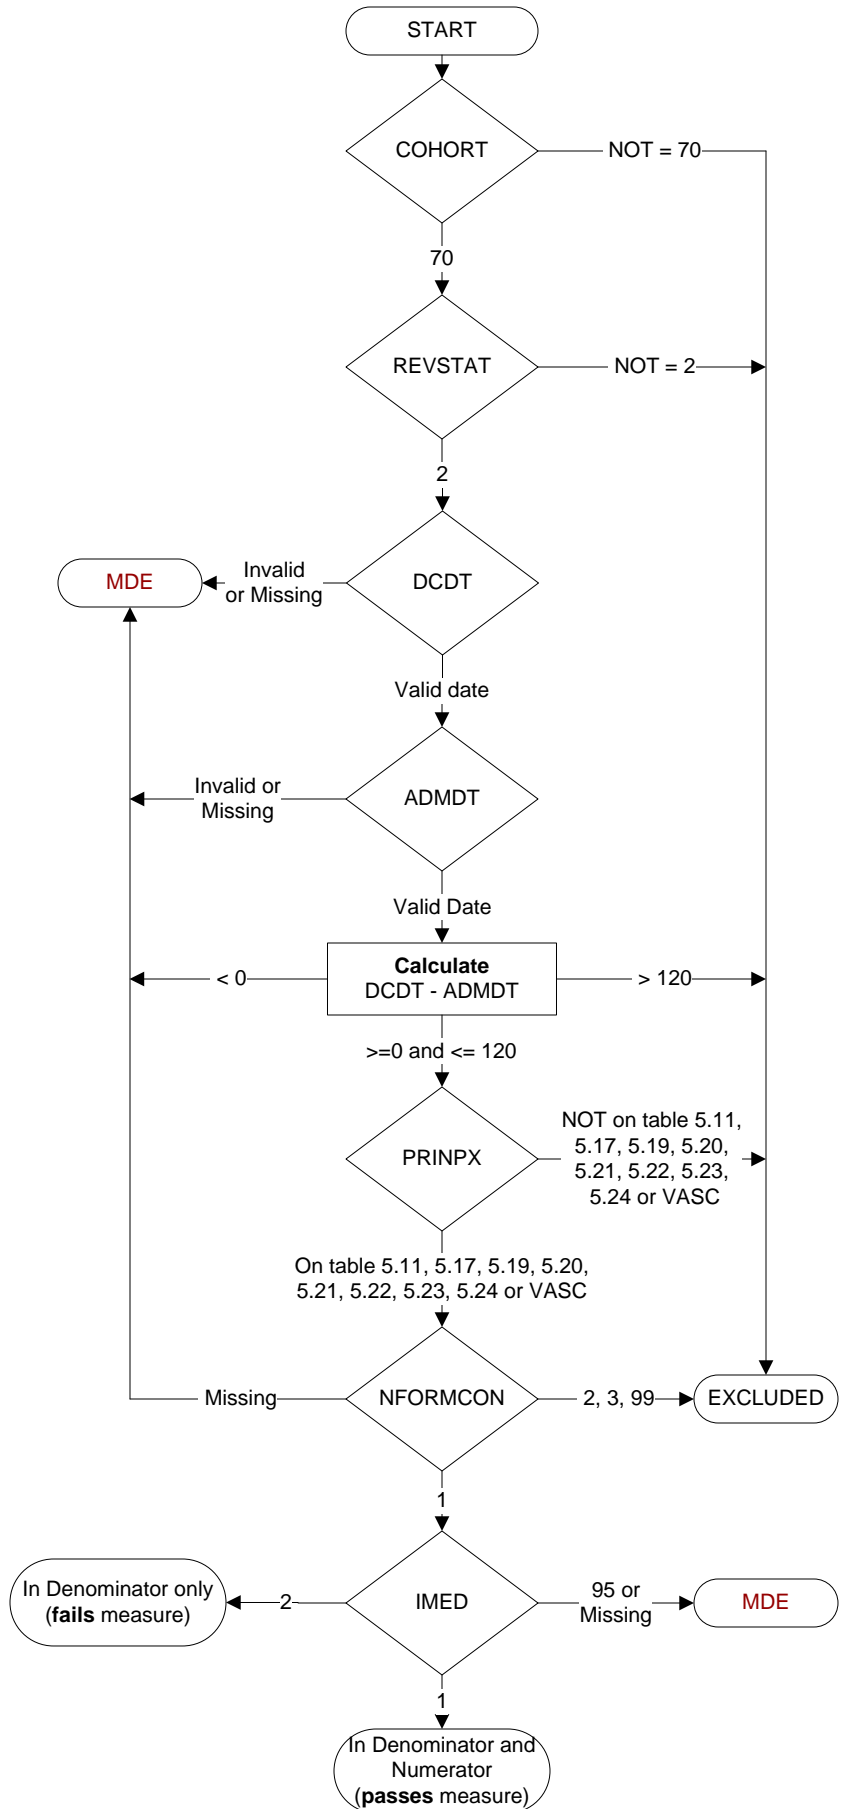 START
COHORT
NOT = 70
70
REVSTAT
NOT = 2
2
DCDT
Invalid
or Missing
MDE
Valid date
ADMDT
Invalid or
Missing
Valid Date
Calculate
DCDT - ADMDT
< 0
> 120
>=0 and <= 120
PRINPX
NOT on table 5.11,
5.17, 5.19, 5.20,
5.21, 5.22, 5.23,
5.24 or VASC
On table 5.11, 5.17, 5.19, 5.20,
5.21, 5.22, 5.23, 5.24 or VASC
Missing
NFORMCON
2, 3, 99
EXCLUDED
1
In Denominator only
(fails measure)
2
IMED
95 or
Missing
MDE
1
In Denominator and
Numerator
(passes measure)